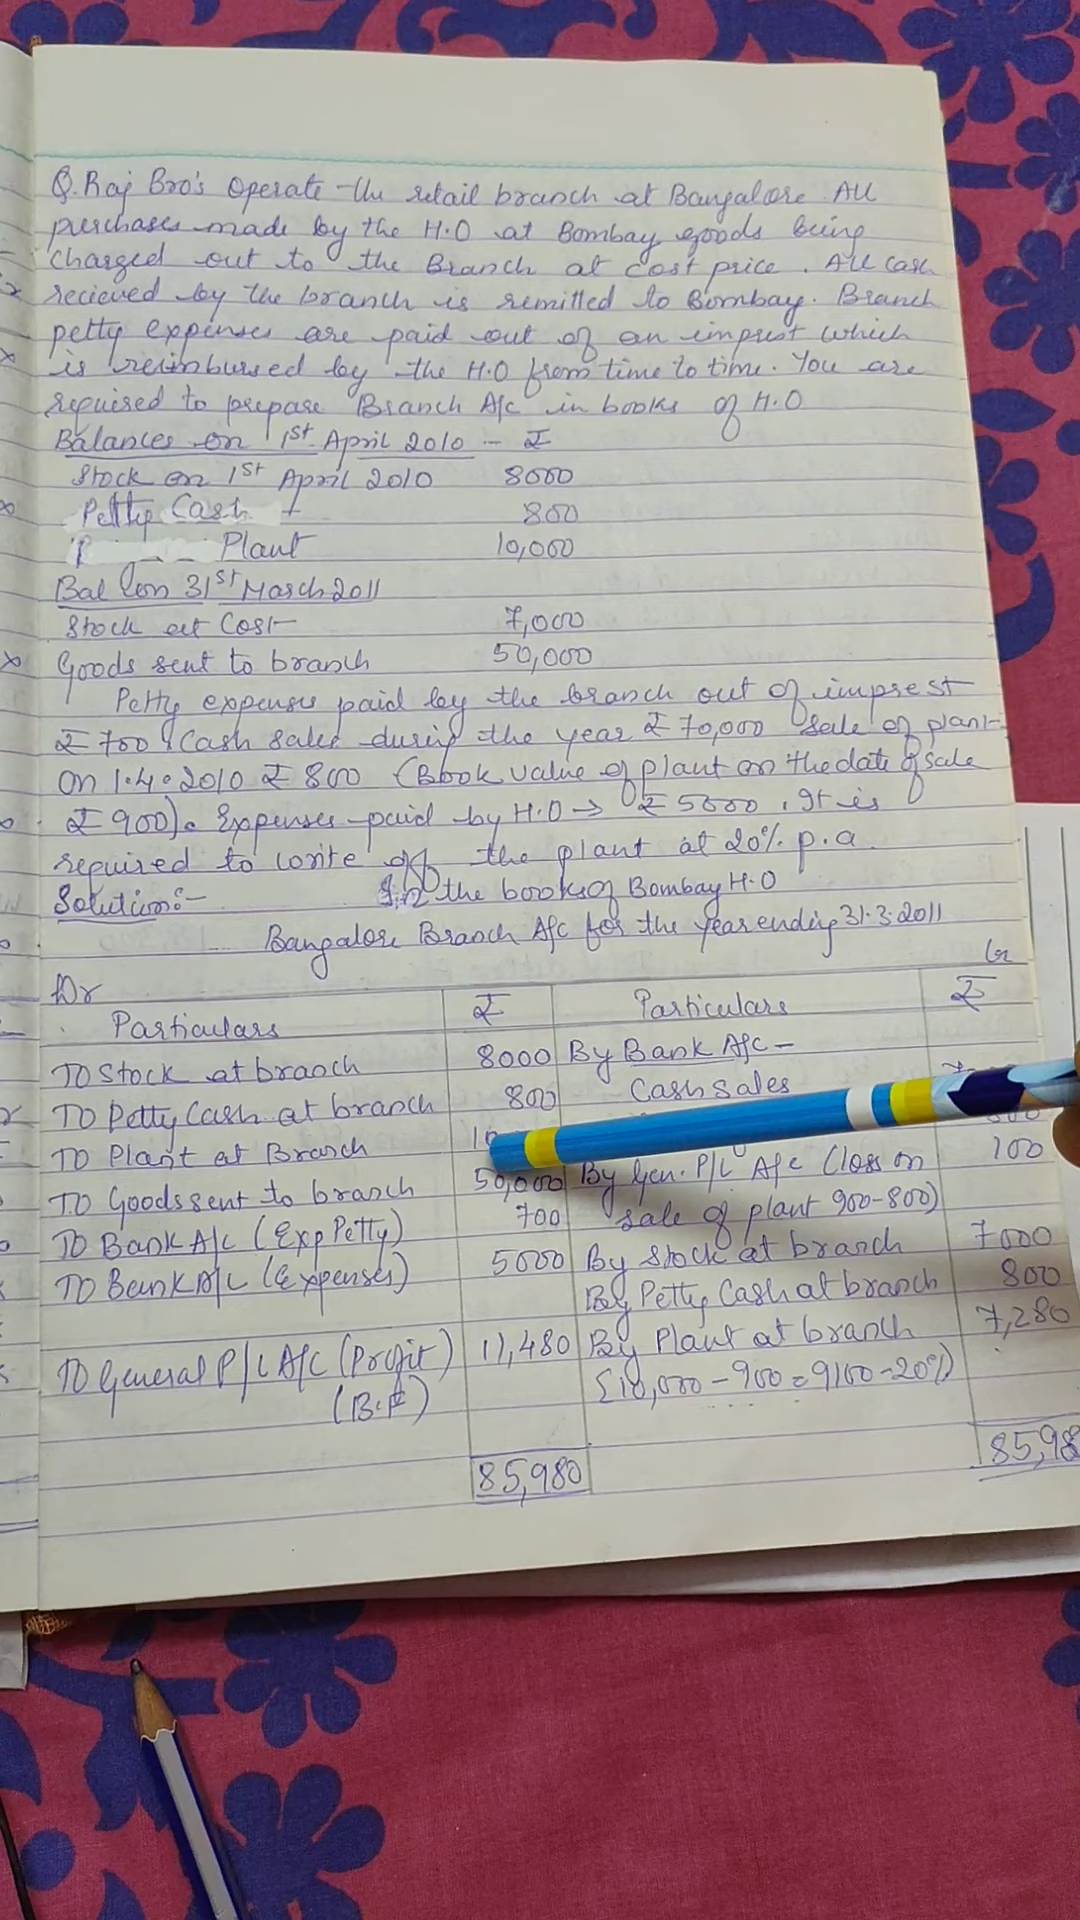 Q. Raj Bro's Operate the retail branch at Bangalore. All
purchases made by the H.O at Bombay, goods being
charged out to the Branch at cost price. All cash
recieved by the branch is remitted to Bombay. Branch
petty expenses are paid out of an imprest which
is reimbursed by the H.O from time to time. You are
required to prepare Branch A/c in books of H.O
Balances on 1st April 2010 - ₹
Stock on 1st April 2010 8000
Petty Cash 800
Plant 10,000
Bal on 31st March 2011
Stock at Cost 7,000
Goods sent to branch 50,000
Petty expenses paid by the branch out of imprest
₹ 700 Cash sales during the year ₹ 70,000 Sale of plant
on 1.4.2010 ₹ 800 (Book value of plant on the date of sale
₹ 900). Expenses paid by H.O → ₹ 5000. It is
required to write off the plant at 20% p.a.
Solution:- In the books of Bombay H.O
Bangalore Branch A/c for the year ending 31.3.2011
Dr Cr
Particulars ₹ Particulars ₹
TO Stock at branch 8000 By Bank A/c -
TO Petty Cash at branch 800 Cash Sales
TO Plant at Branch
TO Goods sent to branch 50,000 By Gen. P/L A/c (loss on 100
TO Bank A/c (Exp Petty) 700 sale of plant 900-800)
TO Bank A/c (Expenses) 5000 By Stock at branch 7000
By Petty Cash at branch 800
TO General P/L A/c (Profit) 11,480 By Plant at branch 7,280
(B.F) {10,000 - 900 = 9100 - 20%)
85,980 85,98